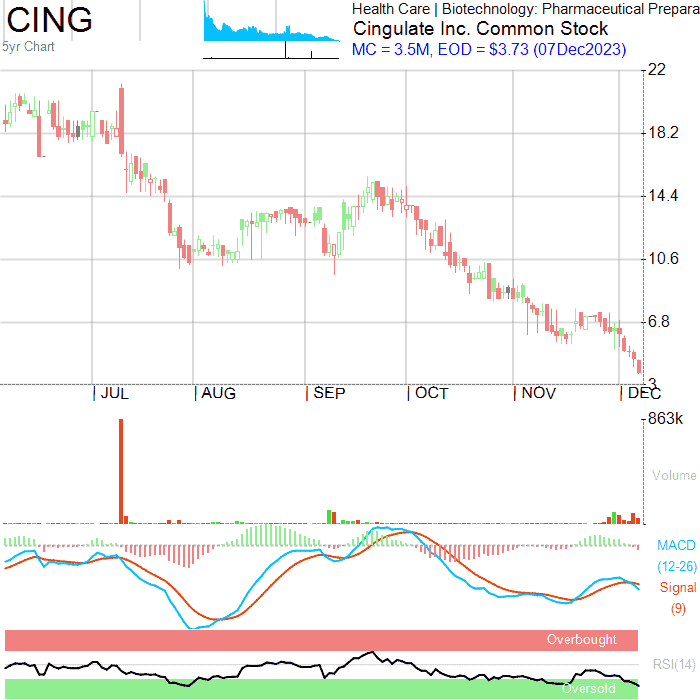 CING
5yr Chart
Health Care | Biotechnology: Pharmaceutical Prepara
Cingulate Inc. Common Stock
MC = 3.5M, EOD = $3.73 (07Dec2023)
22
18.2
14.4
10.6
6.8
3
JUL AUG SEP OCT NOV DEC
863k
Volume
MACD
(12-26)
Signal
(9)
Overbought
RSI(14)
Oversold